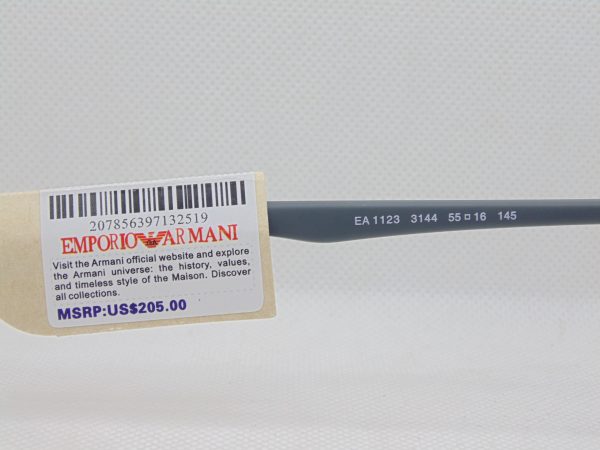 207856397132519
EMPORIO ARMANI
Visit the Armani official website and explore
the Armani universe: the history, values,
and timeless style of the Maison. Discover
all collections.
MSRP:US$205.00
EA 1123 3144 55□16 145